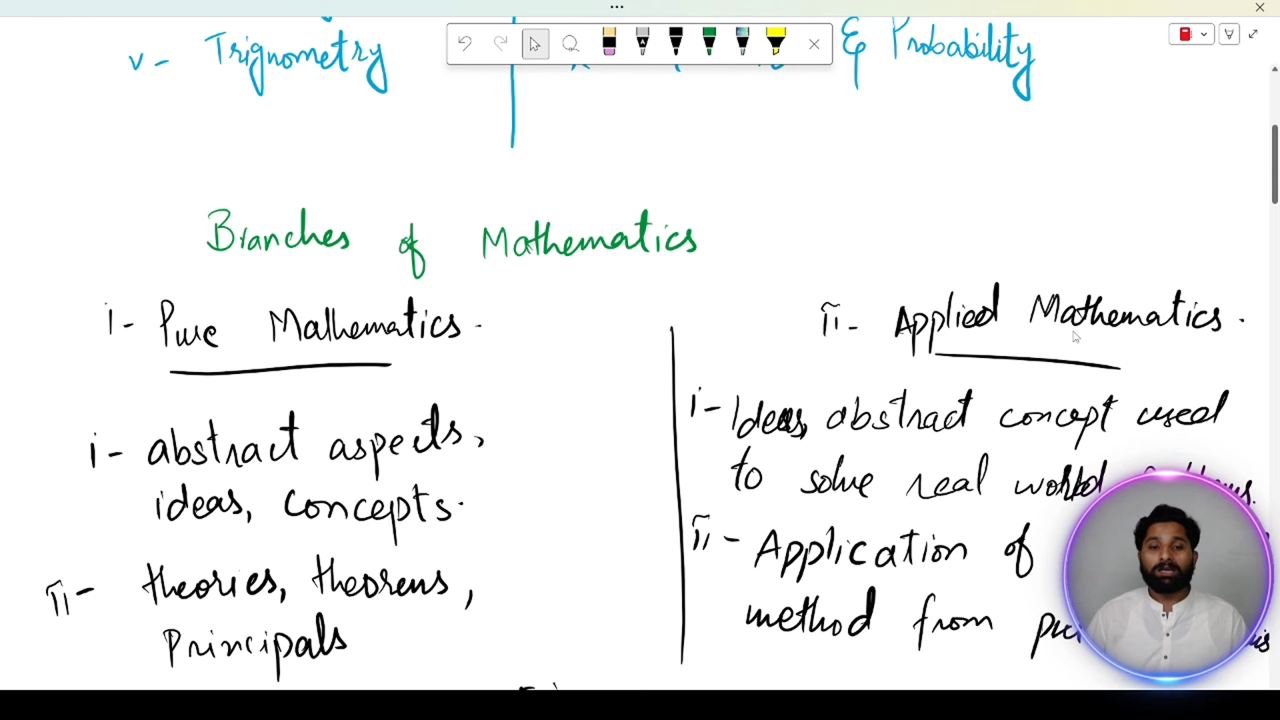 v- Trignometry
& Probability
Branches of Mathematics
i- Pure Mathematics.
ii- Applied Mathematics.
i- abstract aspects,
ideas, concepts.
ii- theories, theorems,
Principals
i- Ideas, abstract concept used
to solve real world
ii- Application of
method from